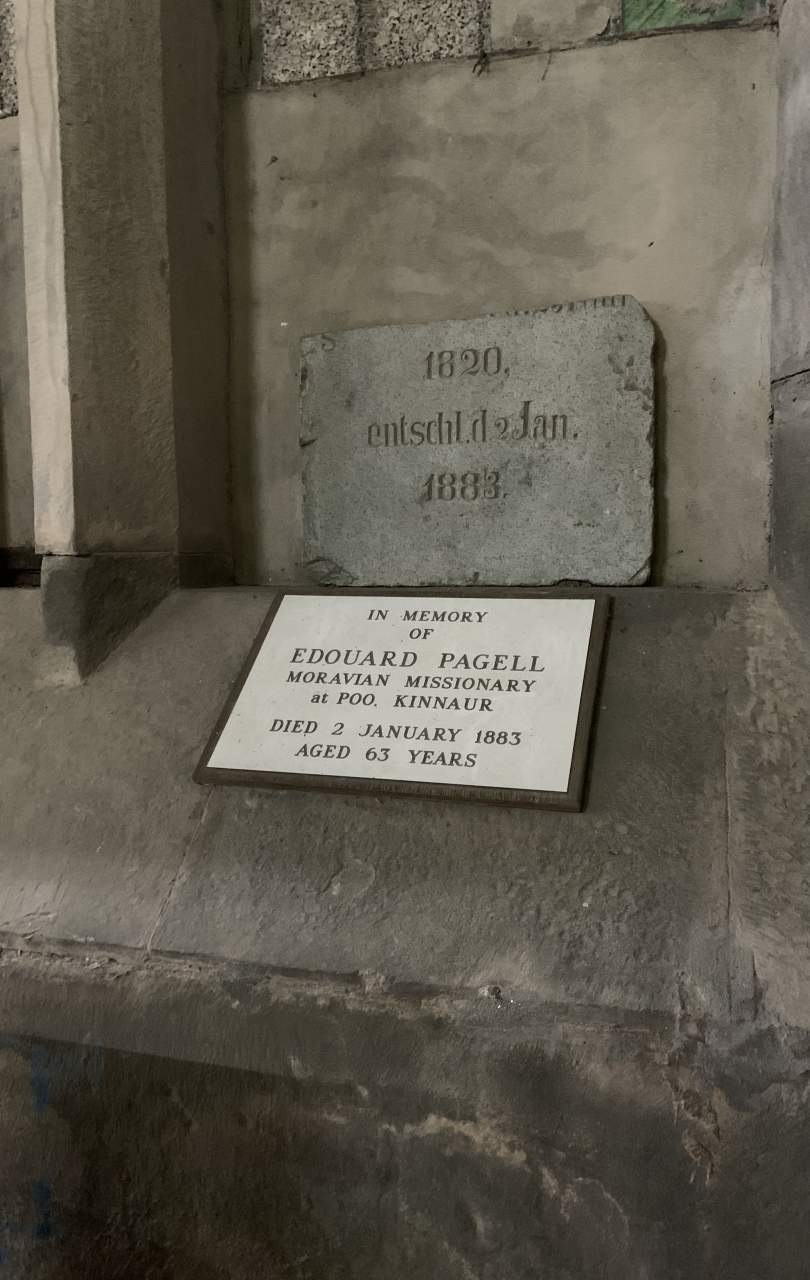 1820,
entschl. d 2 Jan.
1883.
IN MEMORY
OF
EDOUARD PAGELL
MORAVIAN MISSIONARY
at POO. KINNAUR
DIED 2 JANUARY 1883
AGED 63 YEARS